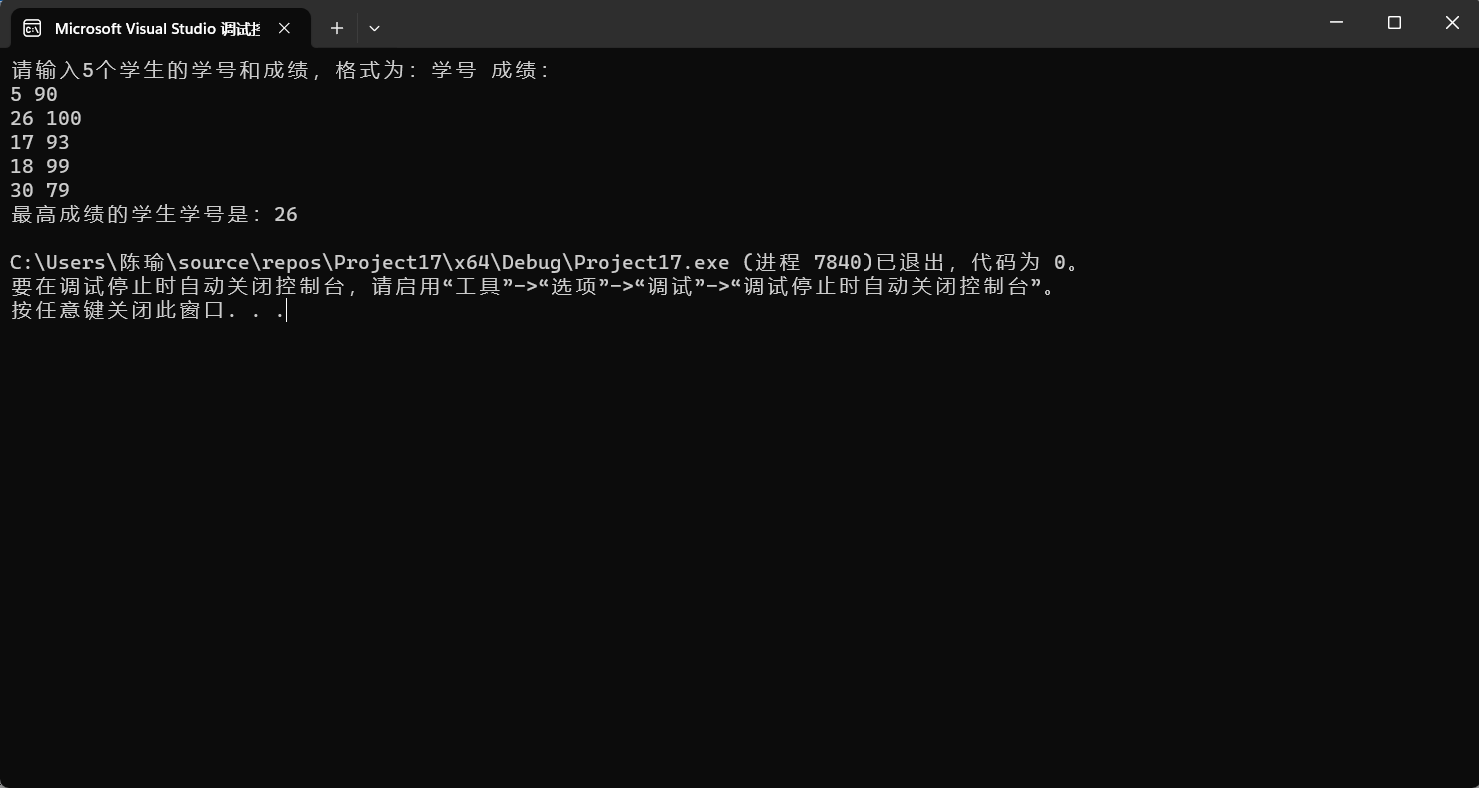 Microsoft Visual Studio 调试
请输入5个学生的学号和成绩，格式为：学号 成绩：
5 90
26 100
17 93
18 99
30 79
最高成绩的学生学号是：26
C:\Users\陈瑜\source\repos\Project17\x64\Debug\Project17.exe (进程 7840)已退出，代码为 0。
要在调试停止时自动关闭控制台，请启用“工具”->“选项”->“调试”->“调试停止时自动关闭控制台”。
按任意键关闭此窗口. . .